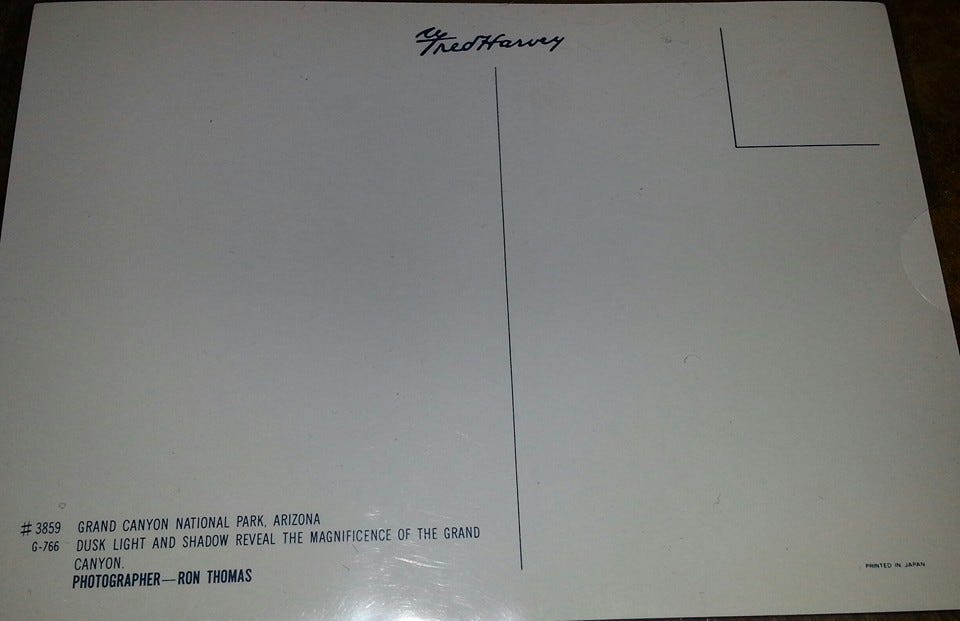 Fred Harvey
# 3859 GRAND CANYON NATIONAL PARK, ARIZONA
G-766 DUSK LIGHT AND SHADOW REVEAL THE MAGNIFICENCE OF THE GRAND
CANYON.
PHOTOGRAPHER—RON THOMAS
PRINTED IN JAPAN